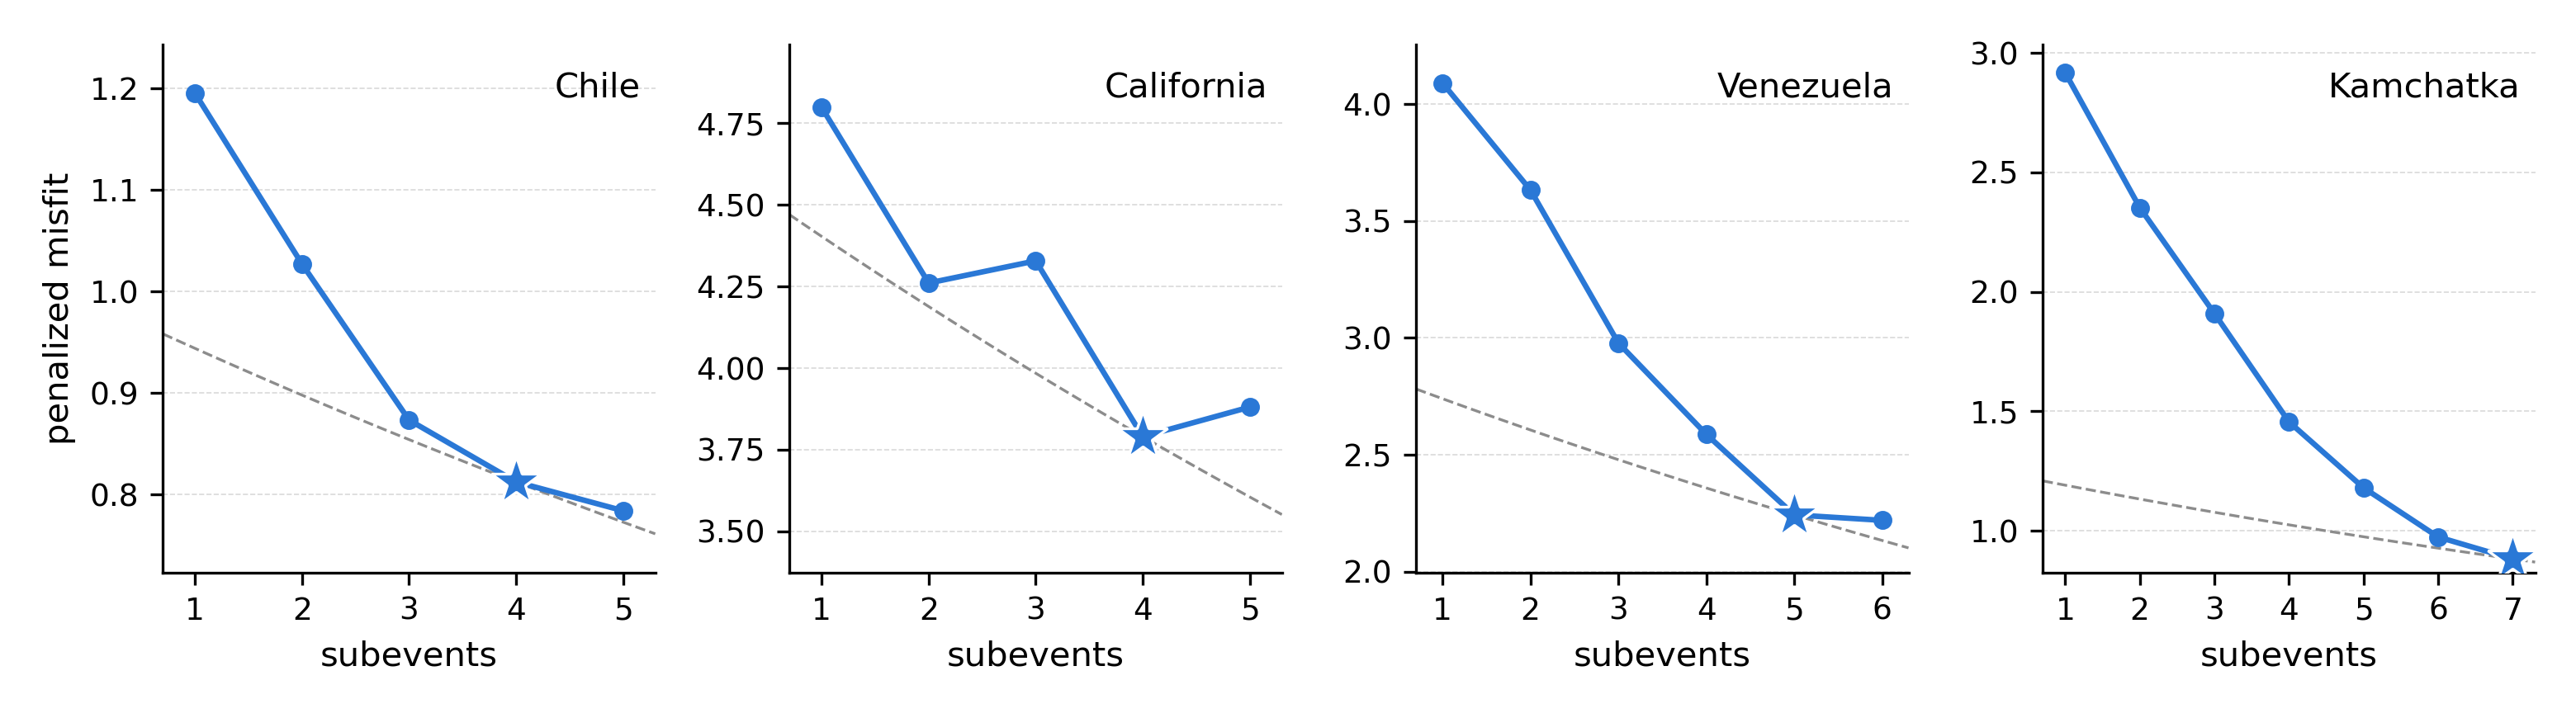 penalized misfit
1.2
1.1
1.0
0.9
0.8
Chile
1 2 3 4 5
subevents
4.75
4.50
4.25
4.00
3.75
3.50
California
1 2 3 4 5
subevents
4.0
3.5
3.0
2.5
2.0
Venezuela
1 2 3 4 5 6
subevents
3.0
2.5
2.0
1.5
1.0
Kamchatka
1 2 3 4 5 6 7
subevents